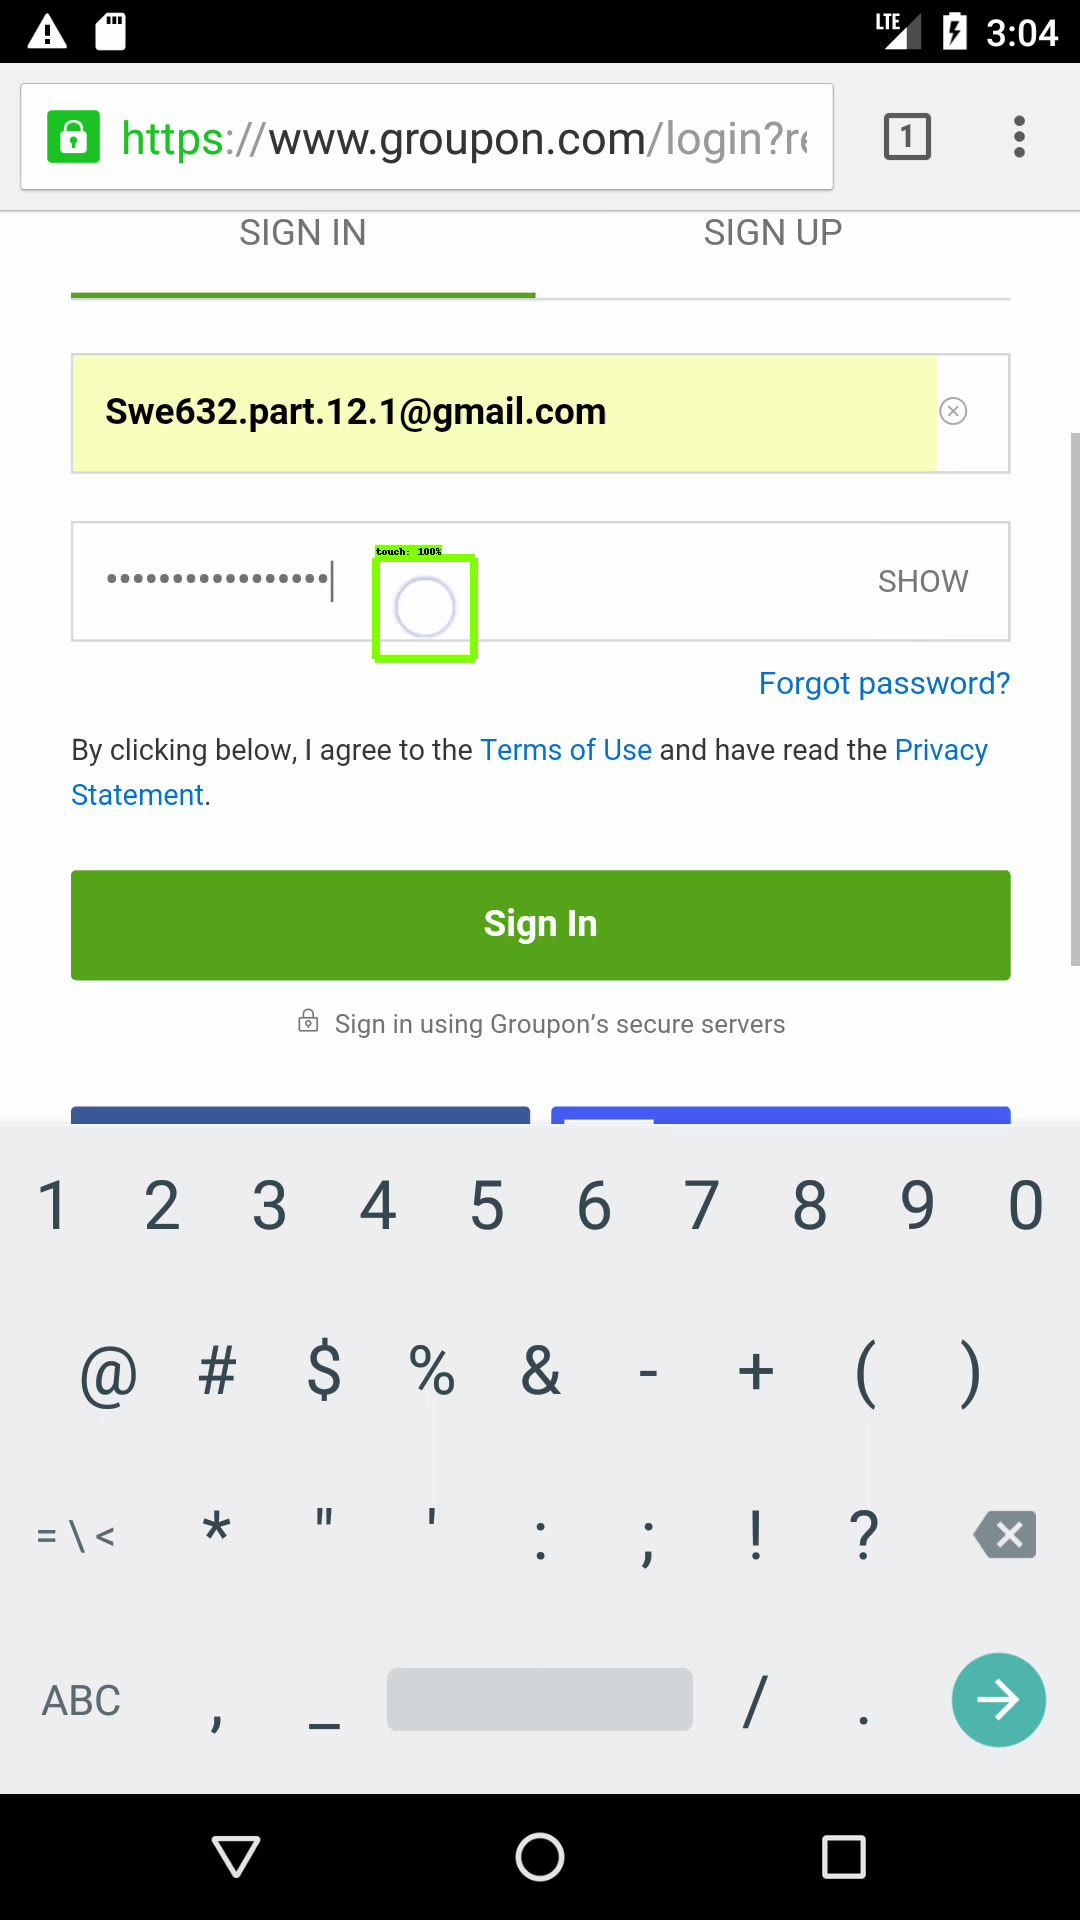 LTE 3:04
https://www.groupon.com/login?re
1
SIGN IN SIGN UP
Swe632.part.12.1@gmail.com
touch: 100%
••••••••••••••••• SHOW
Forgot password?
By clicking below, I agree to the Terms of Use and have read the Privacy
Statement.
Sign In
Sign in using Groupon’s secure servers
1 2 3 4 5 6 7 8 9 0
@ # $ % & - + ( )
= \ < * " ' : ; ! ?
ABC , _ / .